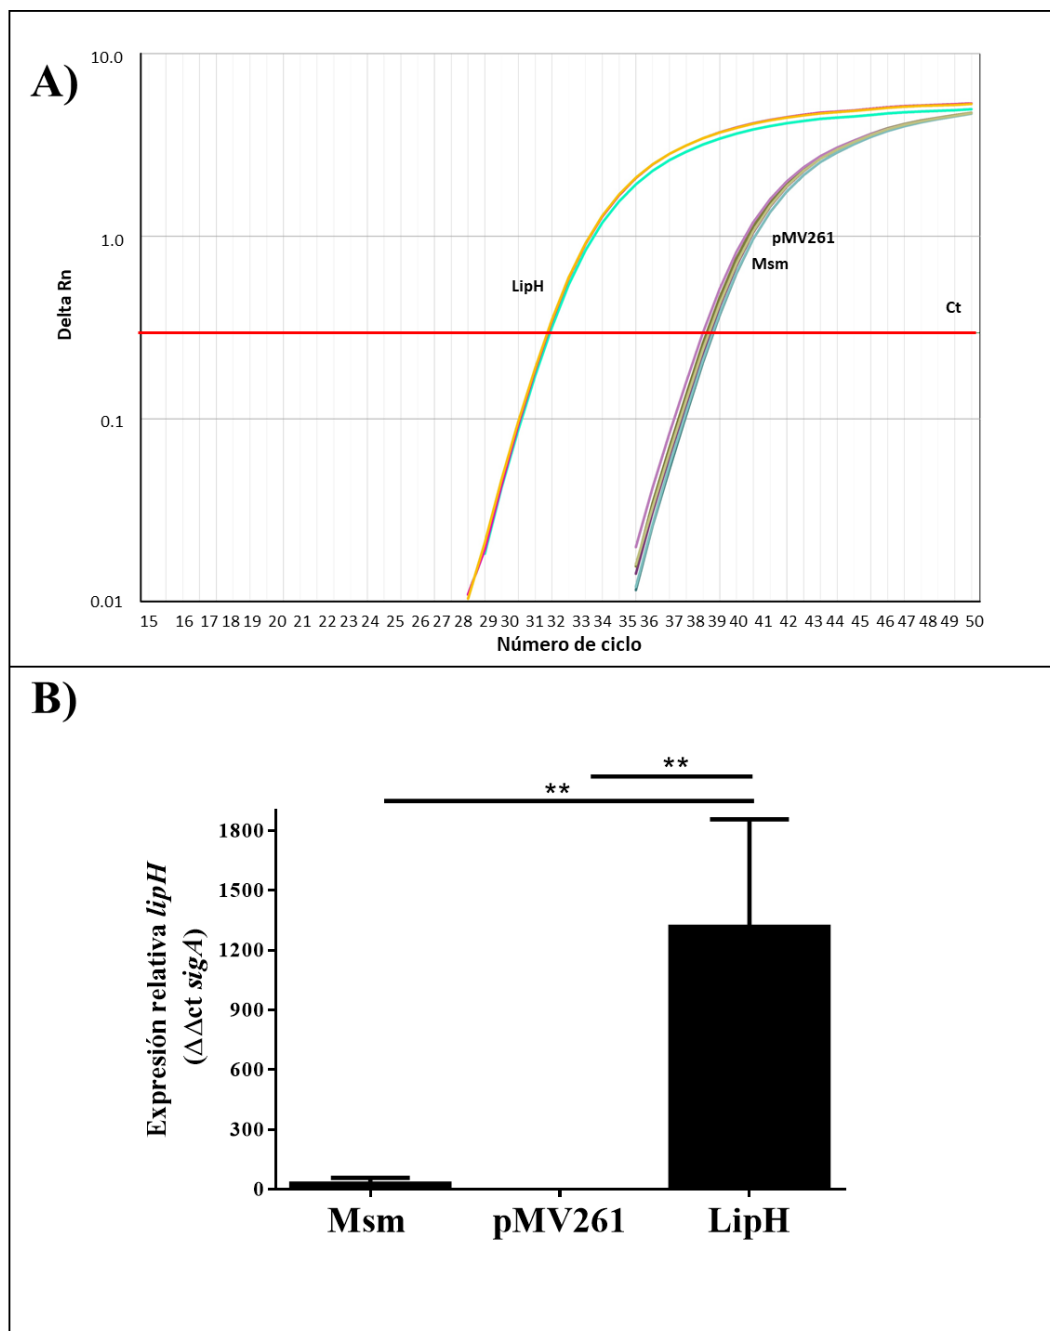 A)
10.0
1.0
0.1
0.01
Delta Rn
LipH
pMV261
Msm
Ct
15 16 17 18 19 20 21 22 23 24 25 26 27 28 29 30 31 32 33 34 35 36 37 38 39 40 41 42 43 44 45 46 47 48 49 50
Número de ciclo
B)
**
**
Expresión relativa lipH
(ΔΔct sigA)
1800
1500
1200
900
600
300
0
Msm pMV261 LipH